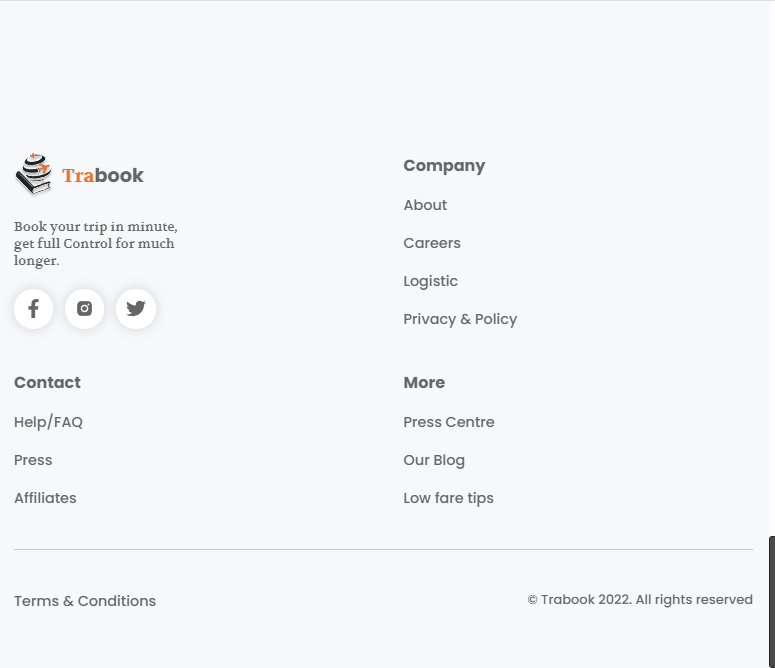 Trabook
Book your trip in minute,
get full Control for much
longer.
Company
About
Careers
Logistic
Privacy & Policy
Contact
Help/FAQ
Press
Affiliates
More
Press Centre
Our Blog
Low fare tips
Terms & Conditions
© Trabook 2022. All rights reserved